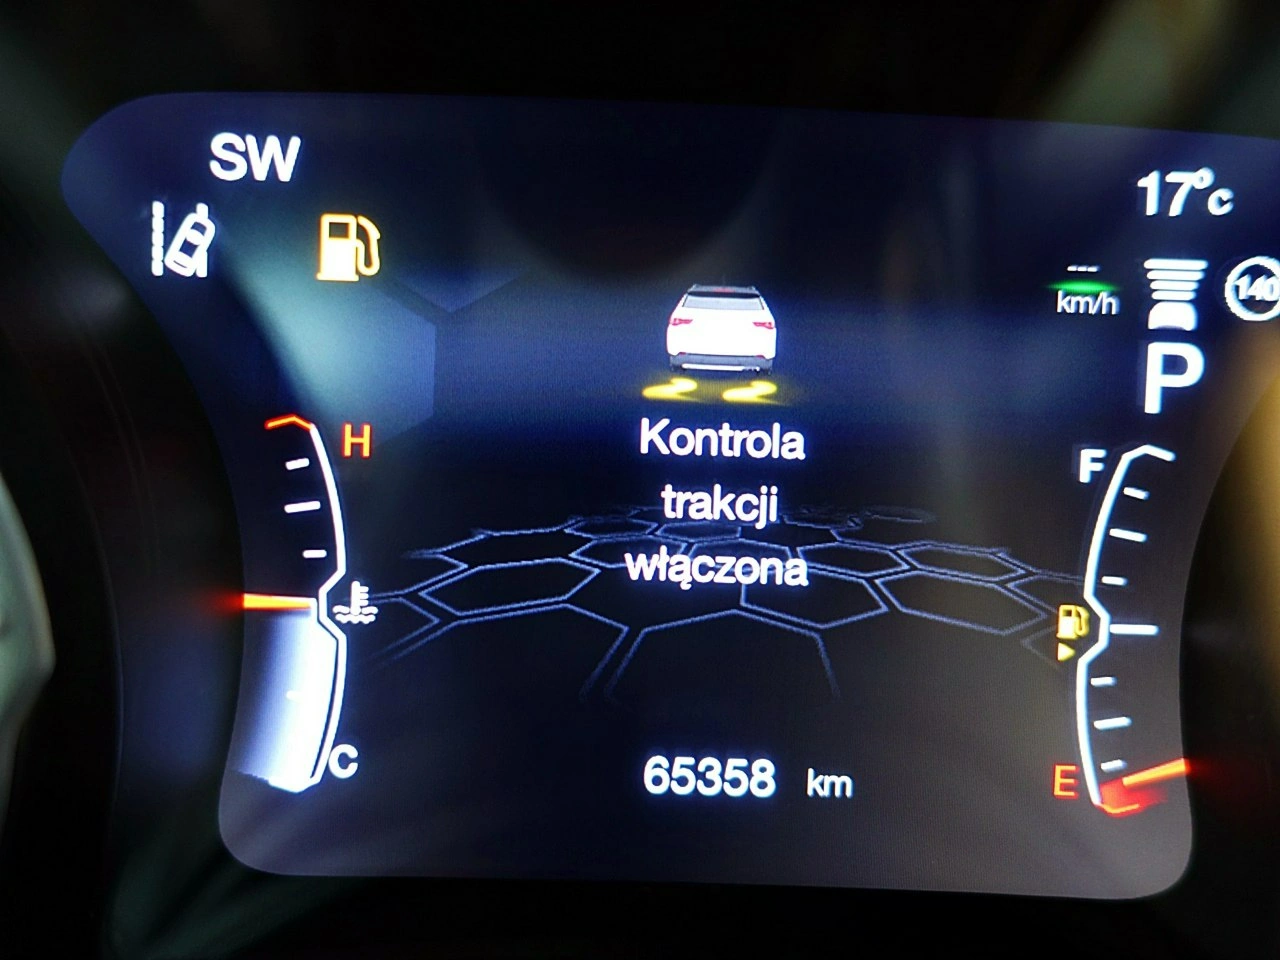 SW
17°C
---
km/h
140
P
H
F
Kontrola
trakcji
włączona
C
E
65358 km